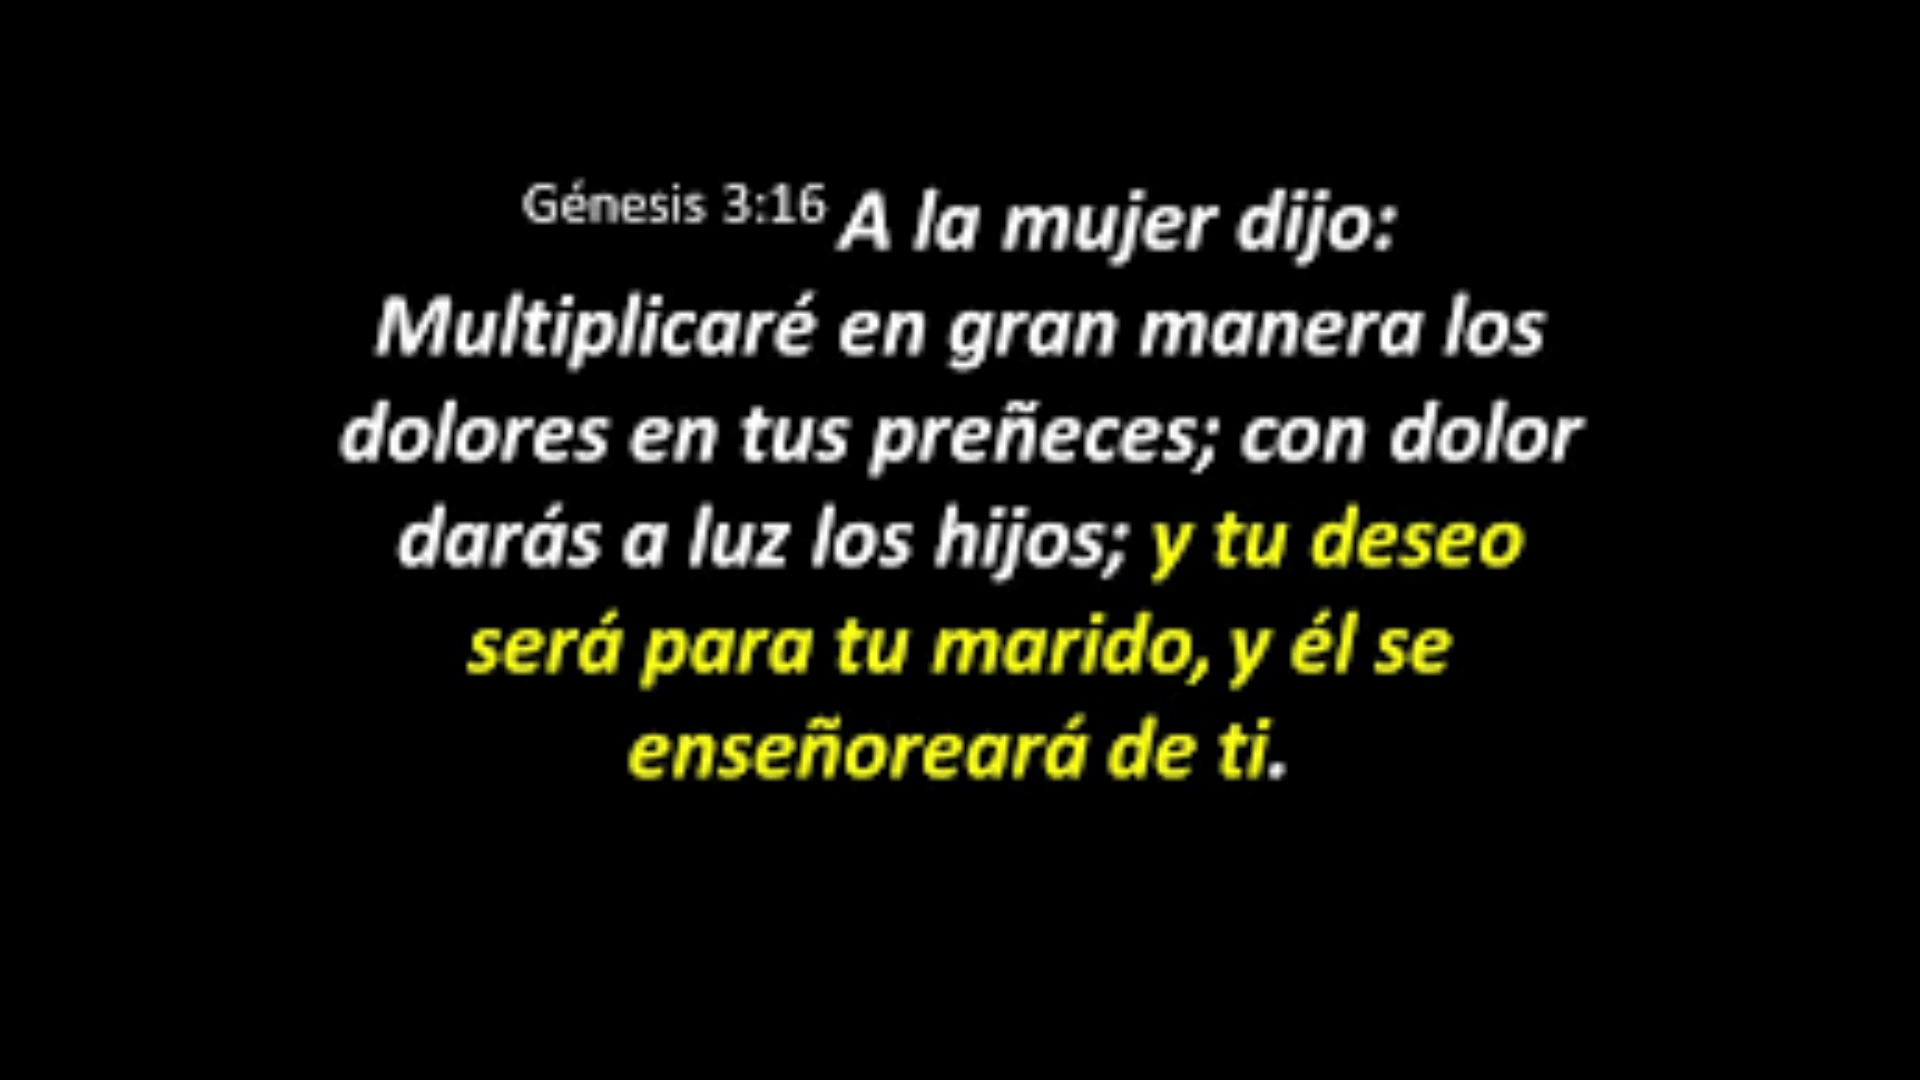 Génesis 3:16 A la mujer dijo:
Multiplicaré en gran manera los
dolores en tus preñeces; con dolor
darás a luz los hijos; y tu deseo
será para tu marido, y él se
enseñoreará de ti.